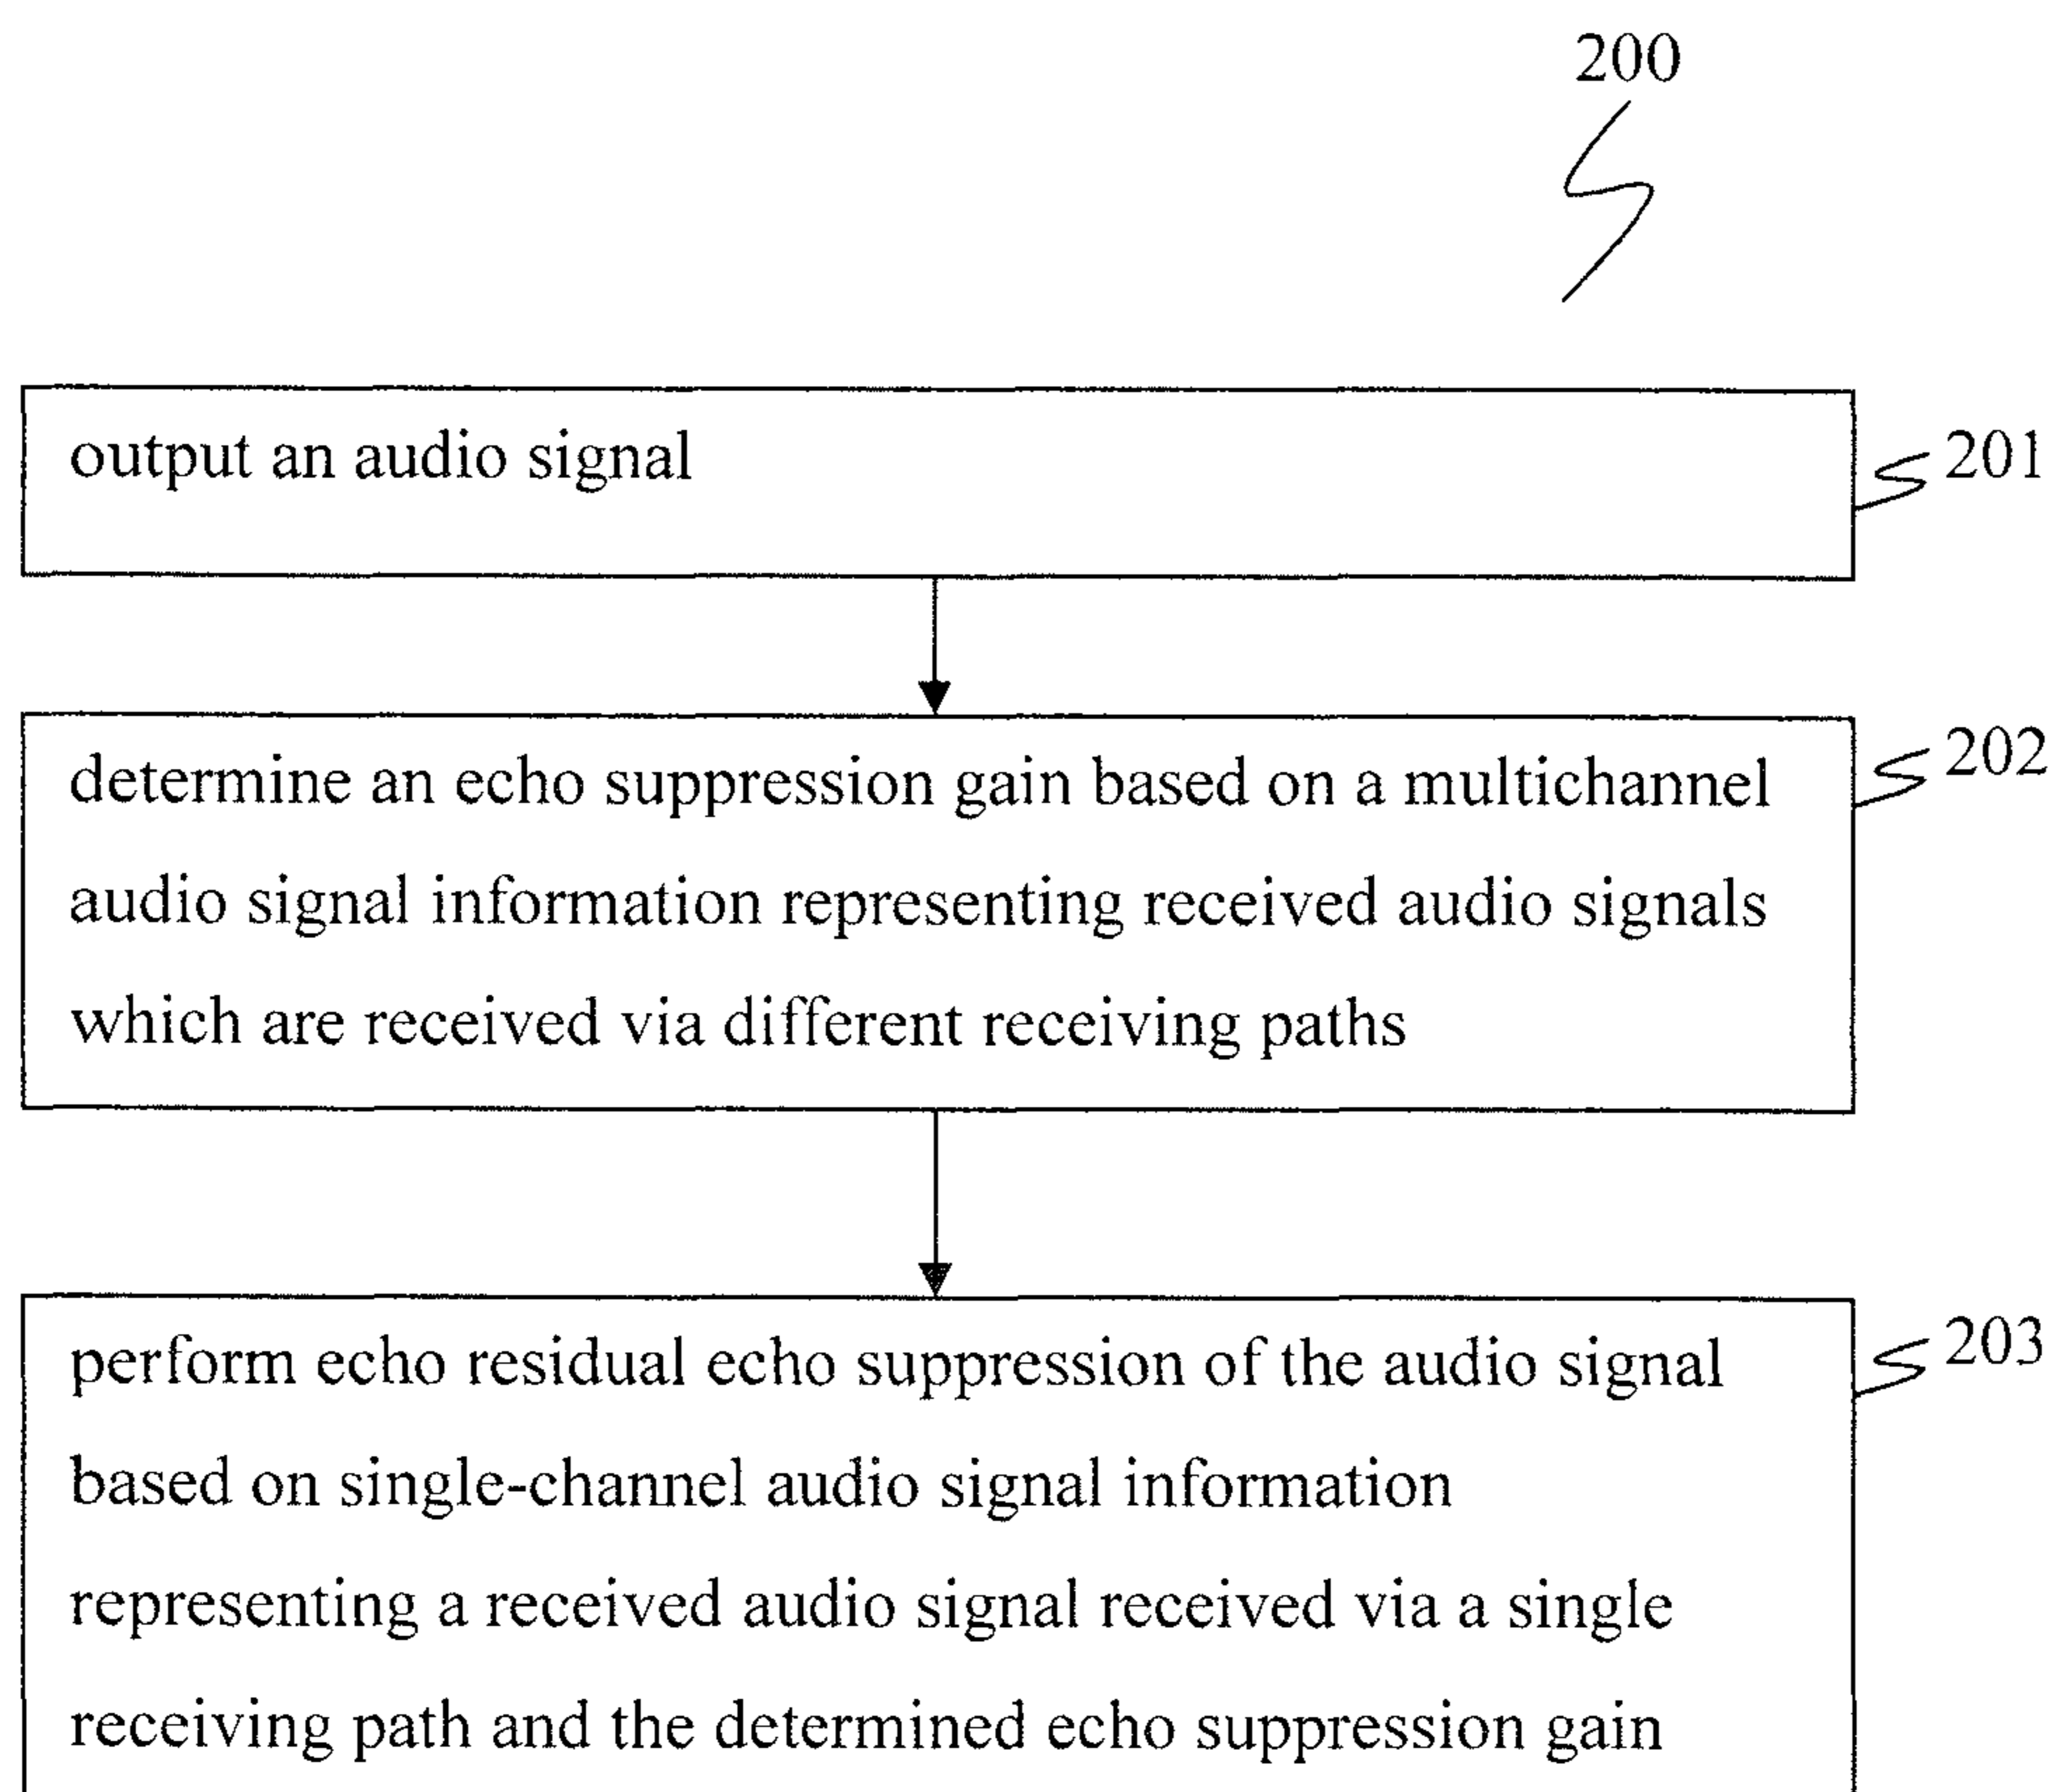 200
output an audio signal
201
determine an echo suppression gain based on a multichannel
202
audio signal information representing received audio signals
which are received via different receiving paths
perform echo residual echo suppression of the audio signal
203
based on single-channel audio signal information
representing a received audio signal received via a single
receiving path and the determined echo suppression gain